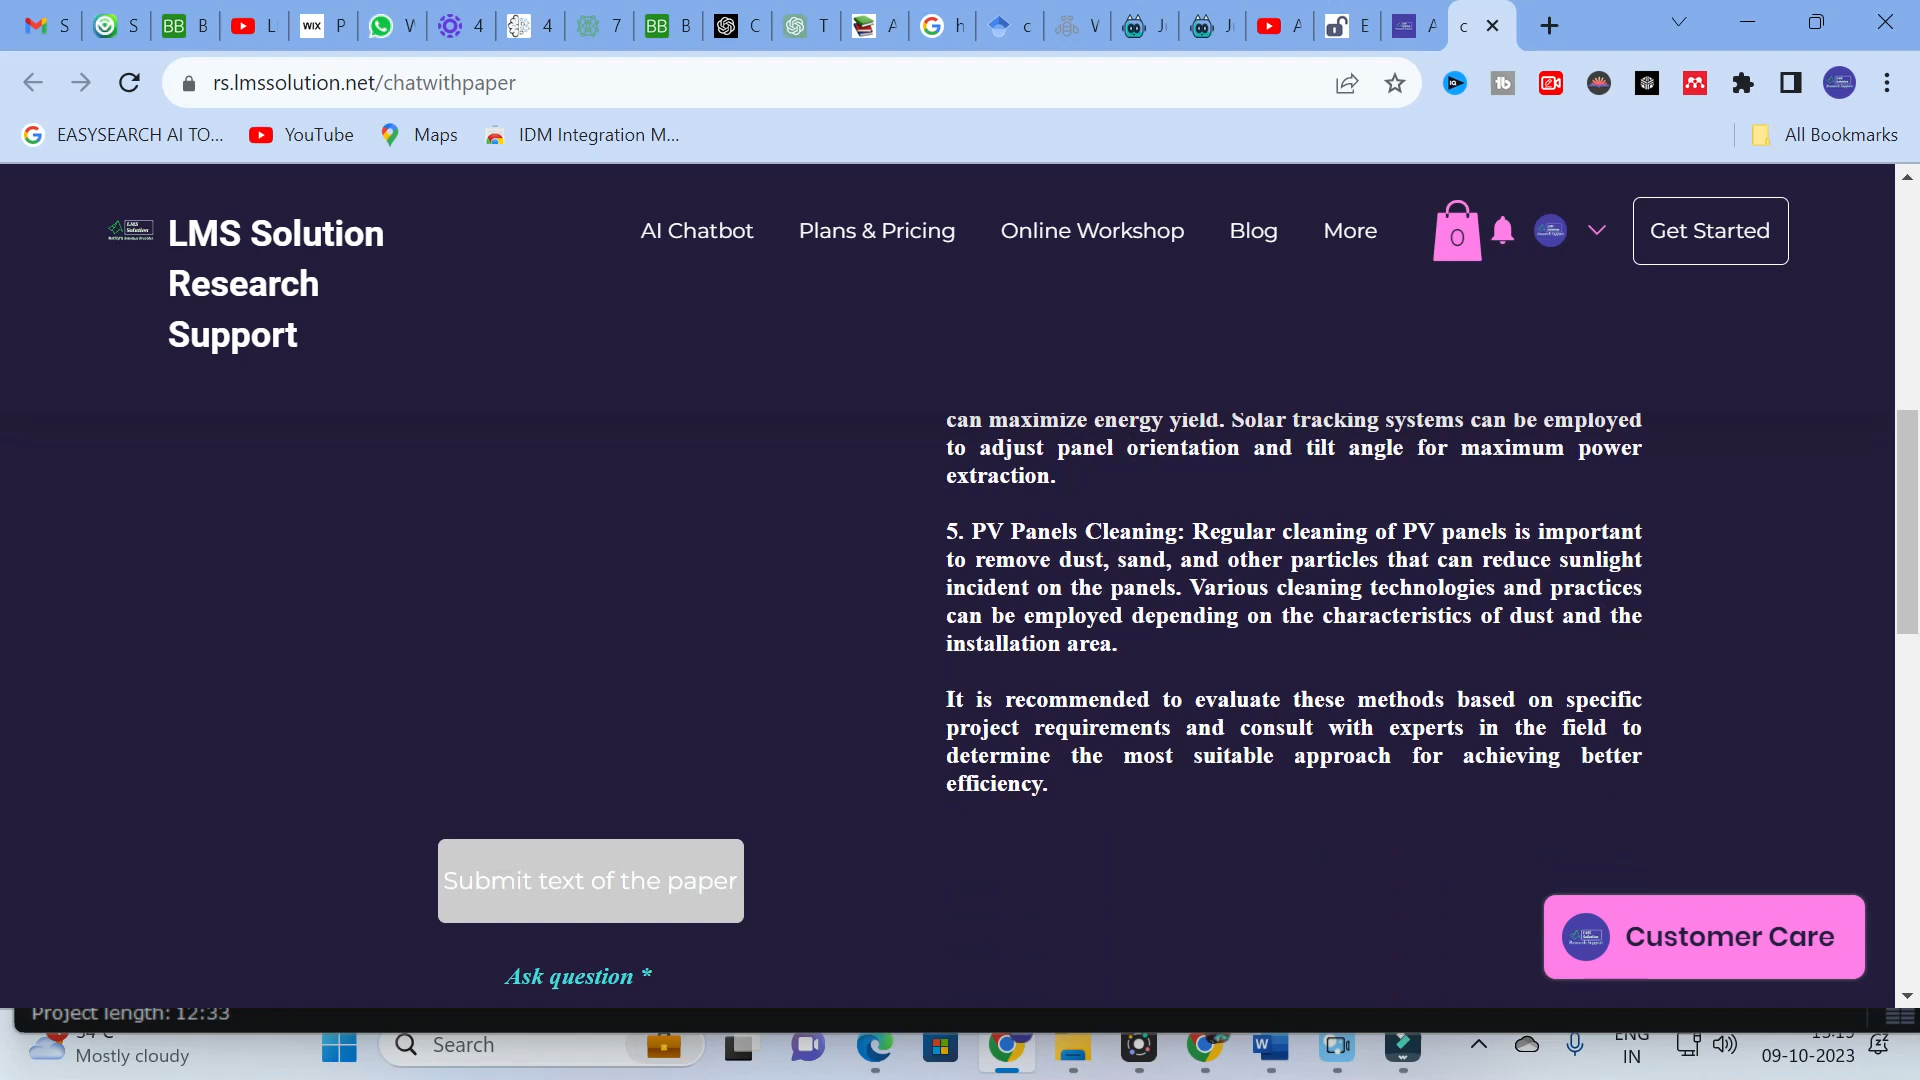 S
S
B
L
P
4
4
7
B
C
T
A
h
c
E
A
c
rs.lmssolution.net/chatwithpaper
EASYSEARCH AI TO...
YouTube
Maps
IDM Integration M...
All Bookmarks
LMS Solution
Research
Support
AI Chatbot
Plans & Pricing
Online Workshop
Blog
More
0
Get Started
can maximize energy yield. Solar tracking systems can be employed
to adjust panel orientation and tilt angle for maximum power
extraction.
5. PV Panels Cleaning: Regular cleaning of PV panels is important
to remove dust, sand, and other particles that can reduce sunlight
incident on the panels. Various cleaning technologies and practices
can be employed depending on the characteristics of dust and the
installation area.
It is recommended to evaluate these methods based on specific
project requirements and consult with experts in the field to
determine the most suitable approach for achieving better
efficiency.
Submit text of the paper
Customer Care
Ask question *
Project length: 12:33
Mostly cloudy
Search
ENG
IN
09-10-2023